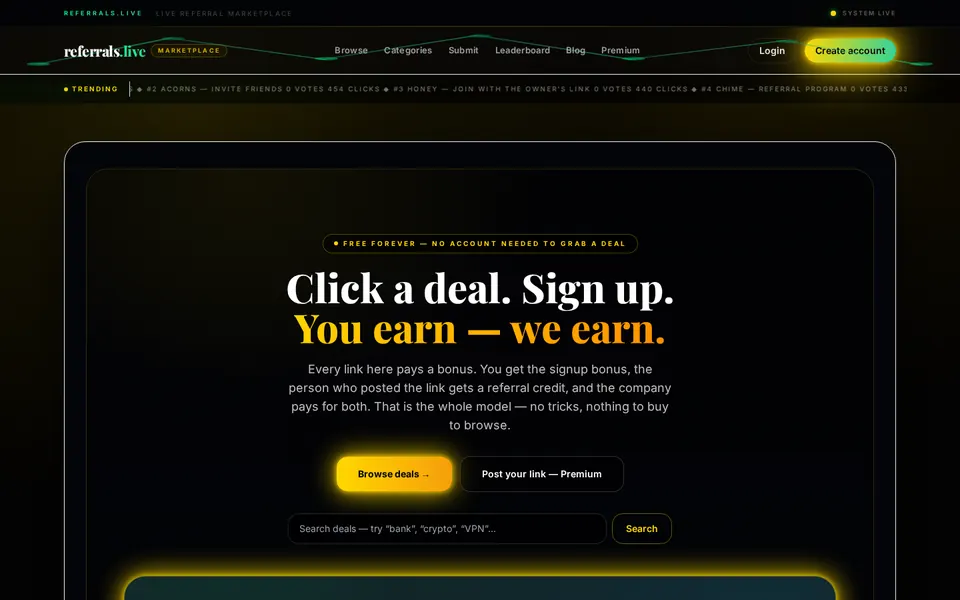 REFERRALS.LIVE LIVE REFERRAL MARKETPLACE SYSTEM LIVE
referrals.live MARKETPLACE Browse Categories Submit Leaderboard Blog Premium Login Create account
TRENDING ◆ #2 ACORNS — INVITE FRIENDS 0 VOTES 454 CLICKS ◆ #3 HONEY — JOIN WITH THE OWNER'S LINK 0 VOTES 440 CLICKS ◆ #4 CHIME — REFERRAL PROGRAM 0 VOTES 433
FREE FOREVER — NO ACCOUNT NEEDED TO GRAB A DEAL
Click a deal. Sign up.
You earn — we earn.
Every link here pays a bonus. You get the signup bonus, the
person who posted the link gets a referral credit, and the company
pays for both. That is the whole model — no tricks, nothing to buy
to browse.
Browse deals → Post your link — Premium
Search deals — try “bank”, “crypto”, “VPN”... Search